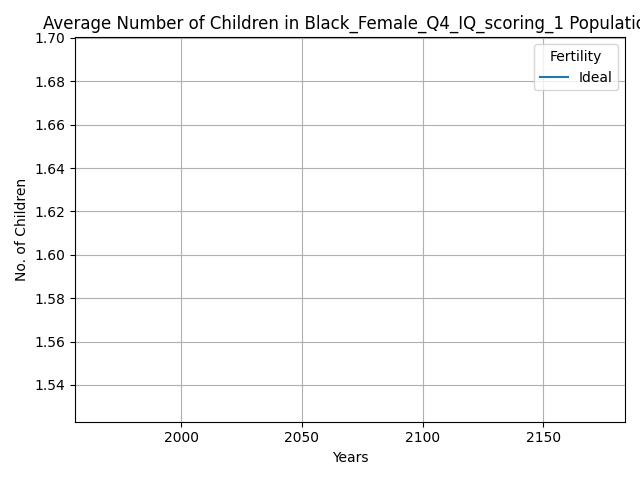 Average Number of Children in Black_Female_Q4_IQ_scoring_1 Populatio
1.70
1.68
1.66
1.64
1.62
1.60
1.58
1.56
1.54
No. of Children
Fertility
Ideal
2000 2050 2100 2150
Years